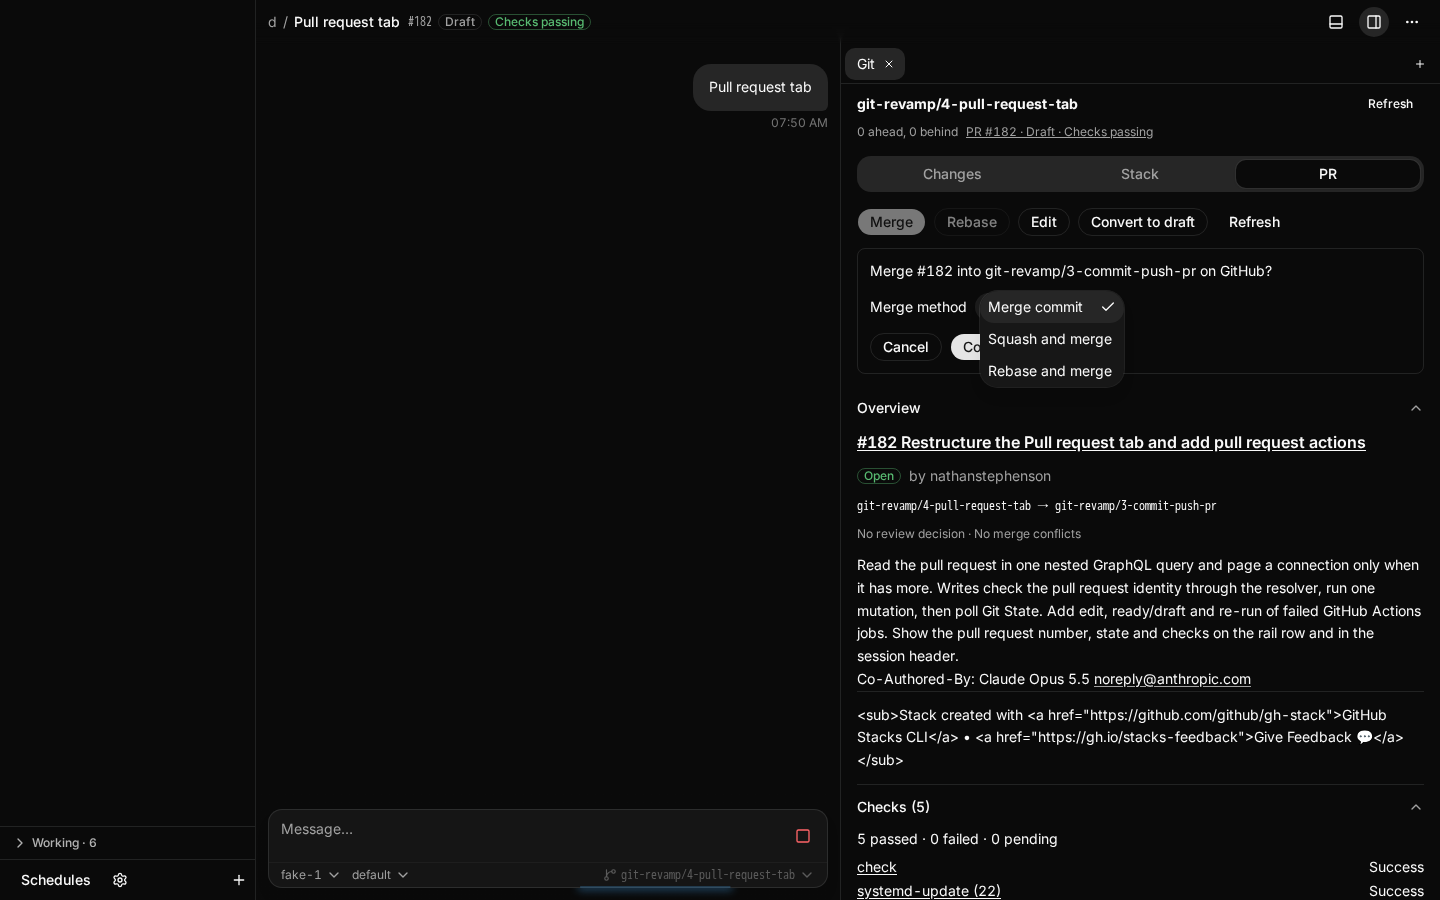 d / Pull request tab #182 Draft Checks passing
Git
Pull request tab
07:50 AM
git-revamp/4-pull-request-tab
Refresh
0 ahead, 0 behind PR #182 · Draft · Checks passing
Changes Stack PR
Merge Rebase Edit Convert to draft Refresh
Merge #182 into git-revamp/3-commit-push-pr on GitHub?
Merge method Merge commit
Squash and merge
Cancel Co
Rebase and merge
Overview
#182 Restructure the Pull request tab and add pull request actions
Open by nathanstephenson
git-revamp/4-pull-request-tab → git-revamp/3-commit-push-pr
No review decision · No merge conflicts
Read the pull request in one nested GraphQL query and page a connection only when
it has more. Writes check the pull request identity through the resolver, run one
mutation, then poll Git State. Add edit, ready/draft and re-run of failed GitHub Actions
jobs. Show the pull request number, state and checks on the rail row and in the
session header.
Co-Authored-By: Claude Opus 5.5 noreply@anthropic.com
<sub>Stack created with <a href="https://github.com/github/gh-stack">GitHub
Stacks CLI</a> • <a href="https://gh.io/stacks-feedback">Give Feedback 💬</a>
</sub>
Checks (5)
5 passed · 0 failed · 0 pending
check Success
systemd-update (22) Success
Message...
fake-1 default git-revamp/4-pull-request-tab
Working · 6
Schedules